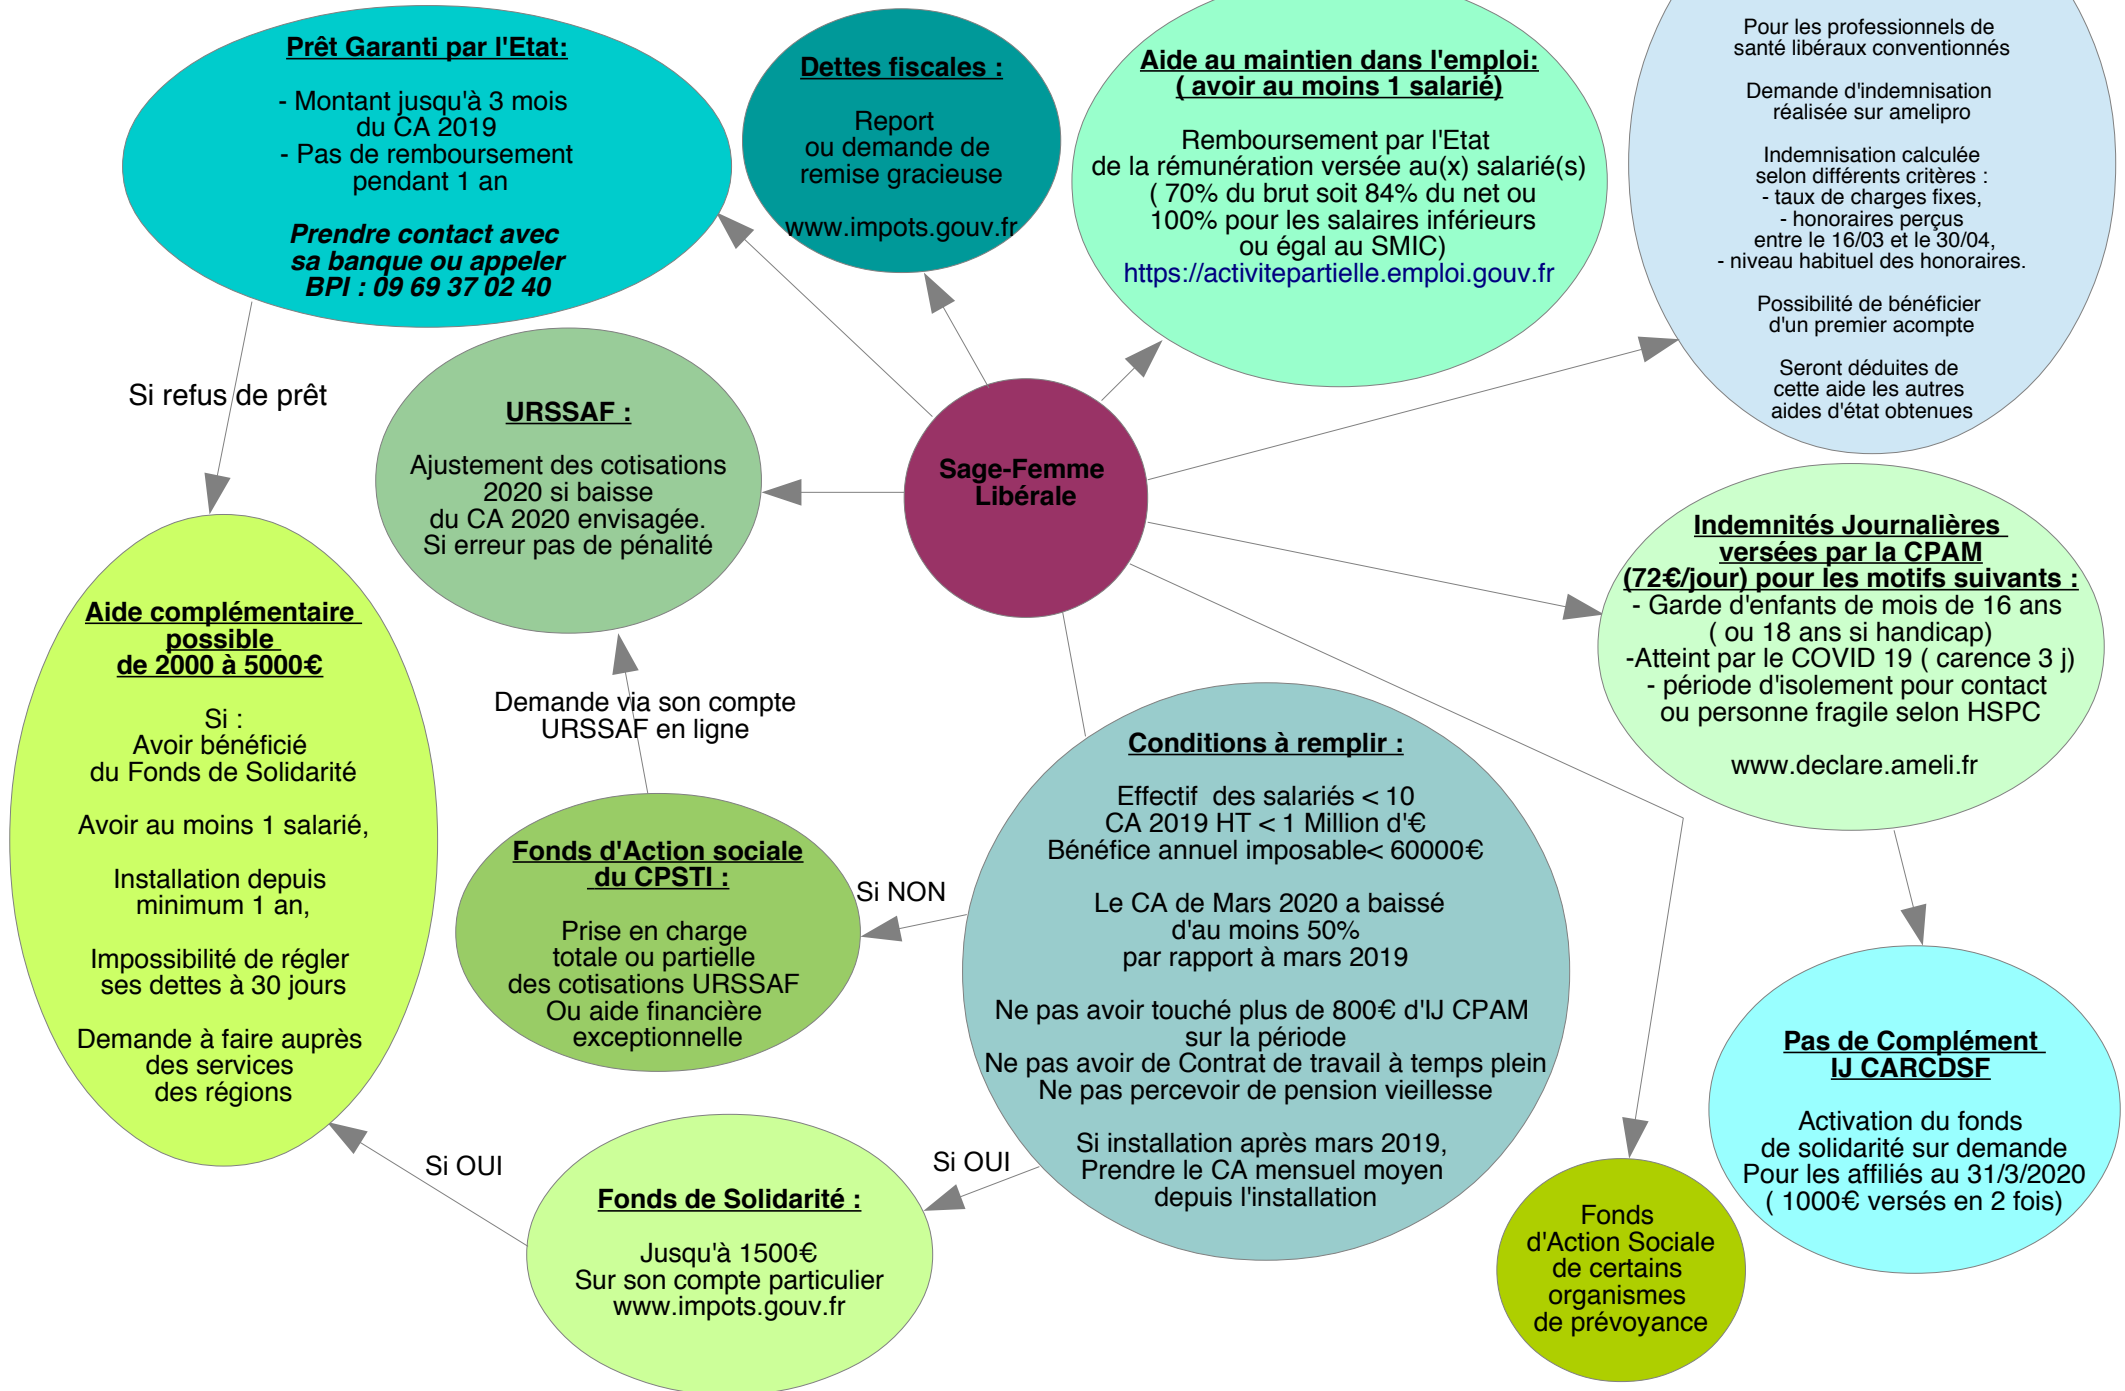 Prêt Garanti par l'Etat:
- Montant jusqu'à 3 mois
du CA 2019
- Pas de remboursement
pendant 1 an
Prendre contact avec
sa banque ou appeler
BPI : 09 69 37 02 40
Dettes fiscales :
Report
ou demande de
remise gracieuse
www.impots.gouv.fr
Aide au maintien dans l'emploi:
( avoir au moins 1 salarié)
Remboursement par l'Etat
de la rémunération versée au(x) salarié(s)
( 70% du brut soit 84% du net ou
100% pour les salaires inférieurs
ou égal au SMIC)
https://activitepartielle.emploi.gouv.fr
Pour les professionnels de
santé libéraux conventionnés
Demande d'indemnisation
réalisée sur amelipro
Indemnisation calculée
selon différents critères :
- taux de charges fixes,
- honoraires perçus
entre le 16/03 et le 30/04,
- niveau habituel des honoraires.
Possibilité de bénéficier
d'un premier acompte
Seront déduites de
cette aide les autres
aides d'état obtenues
Si refus de prêt
URSSAF :
Ajustement des cotisations
2020 si baisse
du CA 2020 envisagée.
Si erreur pas de pénalité
Sage-Femme
Libérale
Indemnités Journalières
versées par la CPAM
(72€/jour) pour les motifs suivants :
- Garde d'enfants de mois de 16 ans
( ou 18 ans si handicap)
-Atteint par le COVID 19 ( carence 3 j)
- période d'isolement pour contact
ou personne fragile selon HSPC
www.declare.ameli.fr
Aide complémentaire
possible
de 2000 à 5000€
Si :
Avoir bénéficié
du Fonds de Solidarité
Avoir au moins 1 salarié,
Installation depuis
minimum 1 an,
Impossibilité de régler
ses dettes à 30 jours
Demande à faire auprès
des services
des régions
Demande via son compte
URSSAF en ligne
Fonds d'Action sociale
du CPSTI :
Prise en charge
totale ou partielle
des cotisations URSSAF
Ou aide financière
exceptionnelle
Si NON
Conditions à remplir :
Effectif des salariés < 10
CA 2019 HT < 1 Million d'€
Bénéfice annuel imposable< 60000€
Le CA de Mars 2020 a baissé
d'au moins 50%
par rapport à mars 2019
Ne pas avoir touché plus de 800€ d'IJ CPAM
sur la période
Ne pas avoir de Contrat de travail à temps plein
Ne pas percevoir de pension vieillesse
Si installation après mars 2019,
Prendre le CA mensuel moyen
depuis l'installation
Si OUI
Si OUI
Fonds de Solidarité :
Jusqu'à 1500€
Sur son compte particulier
www.impots.gouv.fr
Fonds
d'Action Sociale
de certains
organismes
de prévoyance
Pas de Complément
IJ CARCDSF
Activation du fonds
de solidarité sur demande
Pour les affiliés au 31/3/2020
( 1000€ versés en 2 fois)